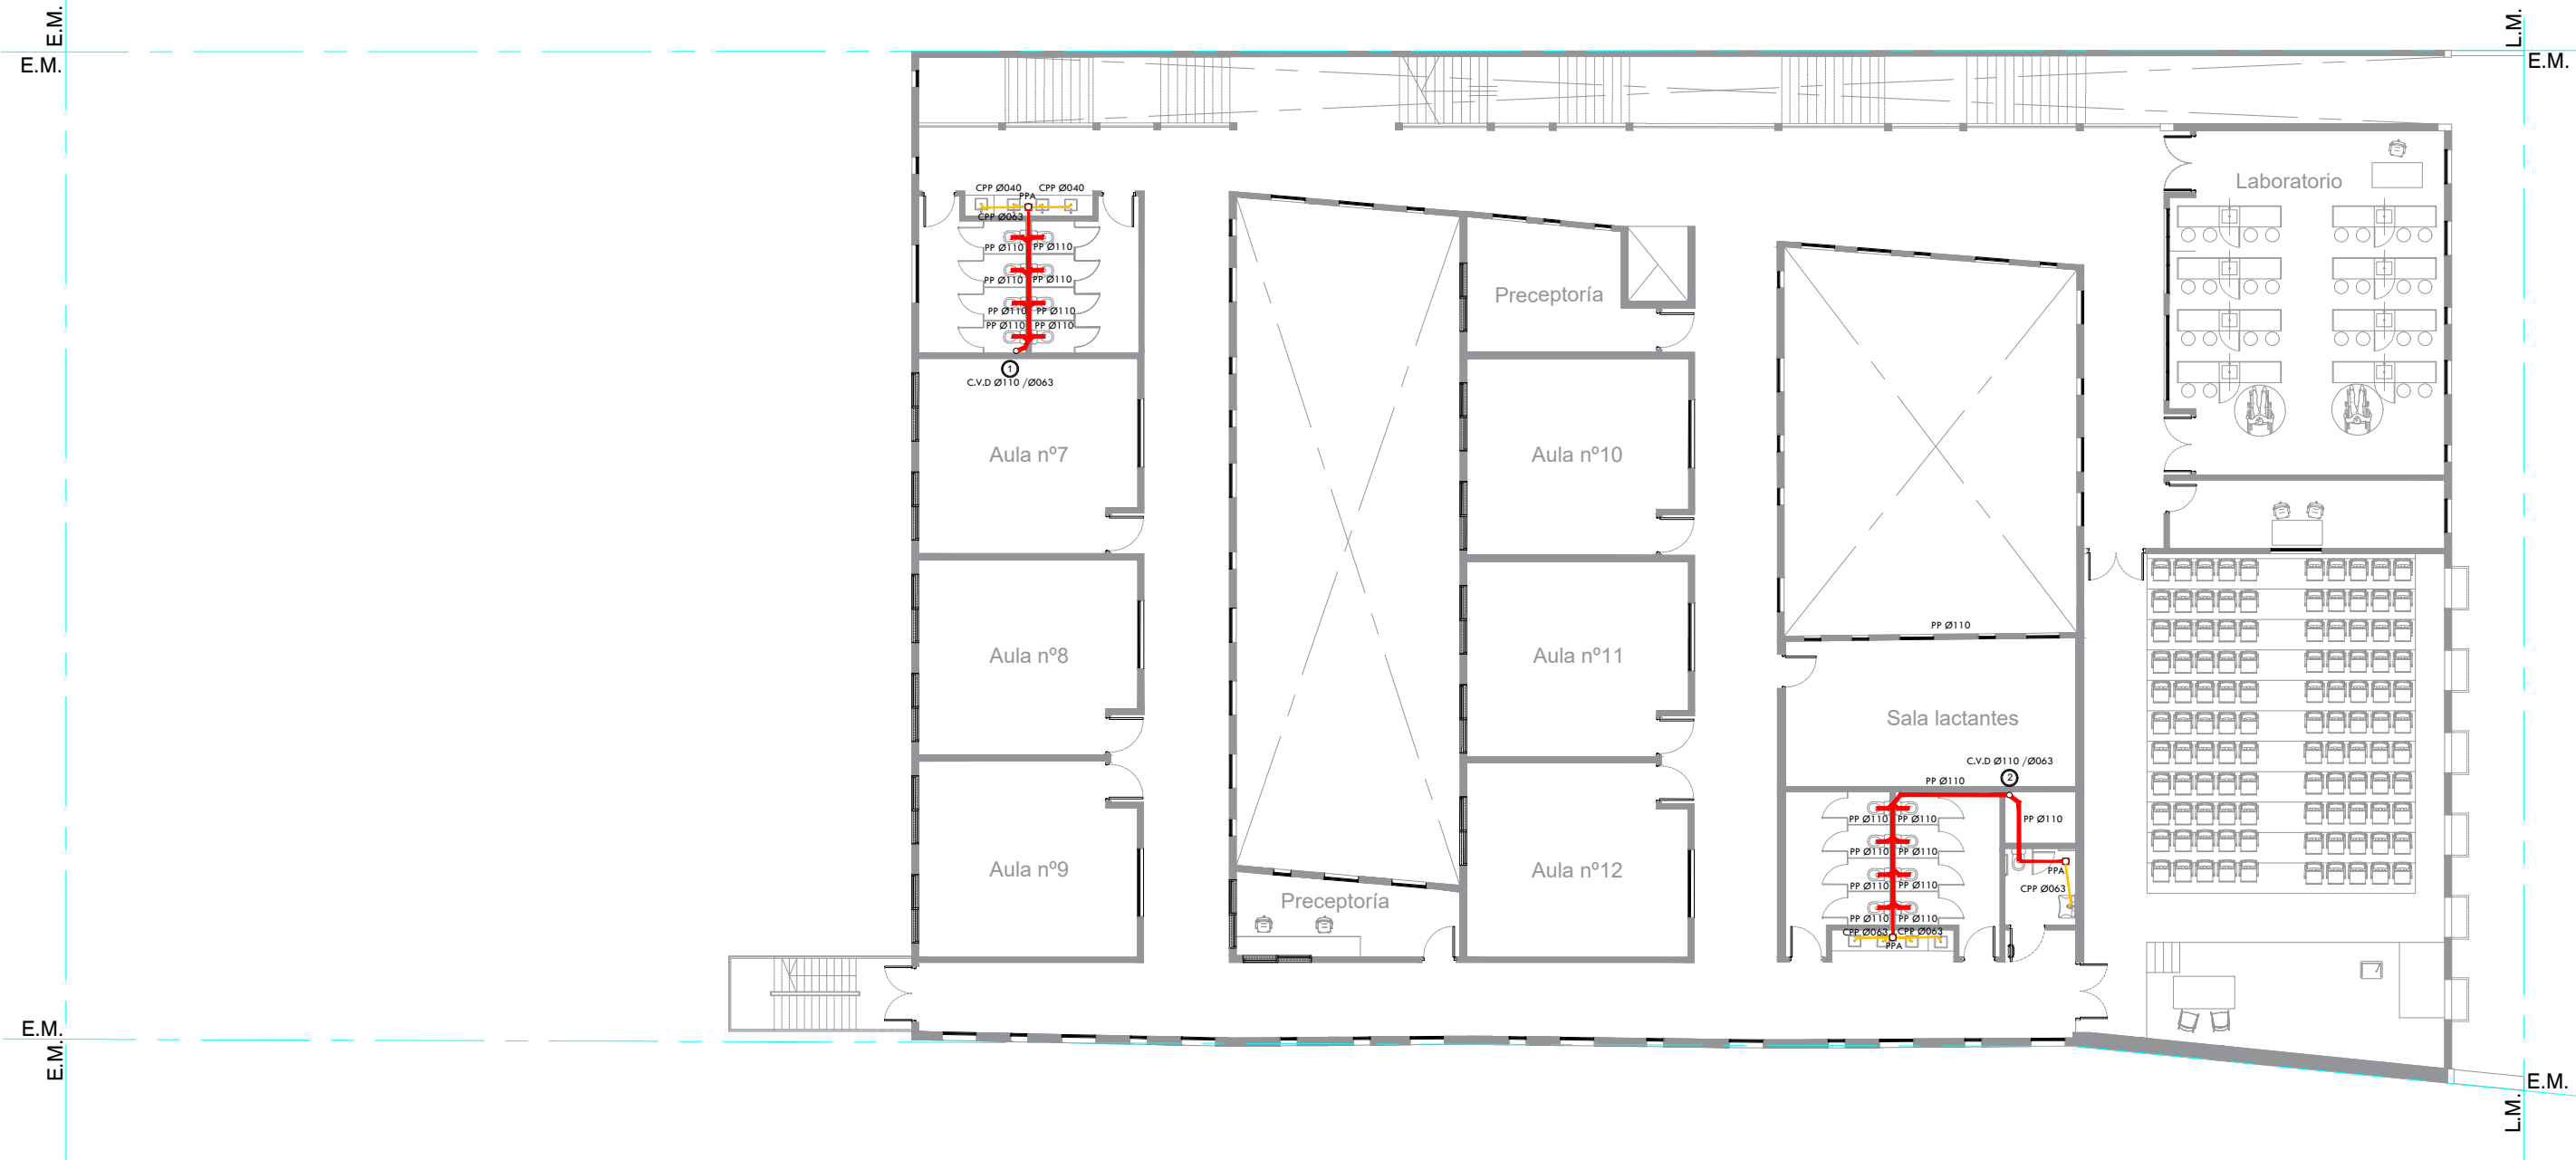 E.M.
E.M.
L.M.
E.M.
CPP Ø040
CPP Ø040
PPA
CPP Ø063
PP Ø110
PP Ø110
PP Ø110
PP Ø110
PP Ø110
PP Ø110
PP Ø110
PP Ø110
1
C.V.D Ø110 /Ø063
Laboratorio
Preceptoría
Aula nº7
Aula nº10
PP Ø110
Aula nº8
Aula nº11
Sala lactantes
C.V.D Ø110 /Ø063
PP Ø110
2
PP Ø110
PP Ø110
PP Ø110
PP Ø110
PP Ø110
PP Ø110
PP Ø110
PP Ø110
PP Ø110
PPA
CPP Ø063
CPP Ø063
CPP Ø063
PPA
Aula nº9
Preceptoría
Aula nº12
E.M.
E.M.
E.M.
L.M.